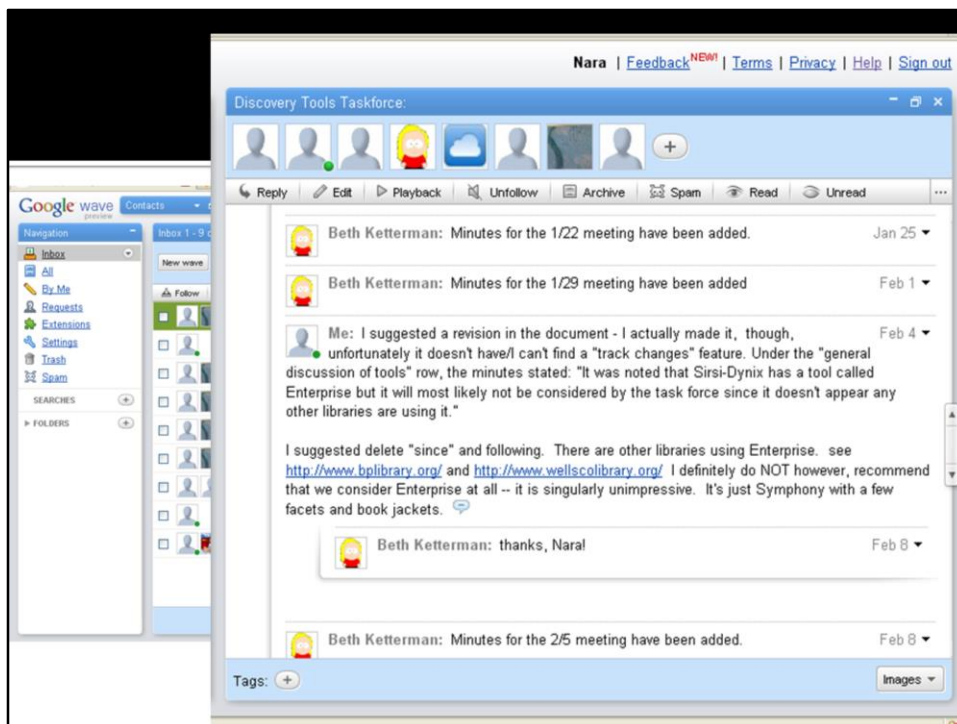 Nara | Feedback NEW! | Terms | Privacy | Help | Sign out
Discovery Tools Taskforce:
Reply Edit Playback Unfollow Archive Spam Read Unread ...
Beth Ketterman: Minutes for the 1/22 meeting have been added. Jan 25
Beth Ketterman: Minutes for the 1/29 meeting have been added Feb 1
Me: I suggested a revision in the document - I actually made it, though, Feb 4
unfortunately it doesn't have/I can't find a "track changes" feature. Under the "general
discussion of tools" row, the minutes stated: "It was noted that Sirsi-Dynix has a tool called
Enterprise but it will most likely not be considered by the task force since it doesn't appear any
other libraries are using it."
I suggested delete "since" and following. There are other libraries using Enterprise. see
http://www.bplibrary.org/ and http://www.wellscolibrary.org/ I definitely do NOT however, recommend
that we consider Enterprise at all -- it is singularly unimpressive. It's just Symphony with a few
facets and book jackets.
Beth Ketterman: thanks, Nara! Feb 8
Beth Ketterman: Minutes for the 2/5 meeting have been added. Feb 8
Tags:
Images
Google wave
preview
Contacts
Navigation
Inbox
All
By Me
Requests
Extensions
Settings
Trash
Spam
SEARCHES
FOLDERS
Inbox 1 - 9
New wave
Follow